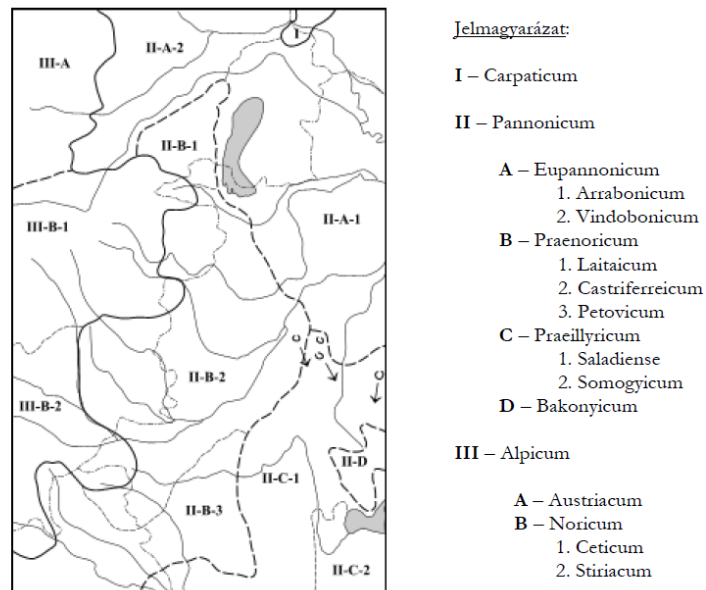 I
II-A-2
III-A
II-B-1
III-B-1
II-A-1
C
C
C
C
II-B-2
III-B-2
II-D
II-C-1
II-B-3
II-C-2
Jelmagyarázat:
I – Carpaticum
II – Pannonicum
A – Eupannonicum
1. Arrabonicum
2. Vindobonicum
B – Praenoricum
1. Laitaicum
2. Castriferreicum
3. Petovicum
C – Praeillyricum
1. Saladiense
2. Somogyicum
D – Bakonyicum
III – Alpicum
A – Austriacum
B – Noricum
1. Ceticum
2. Stiriacum